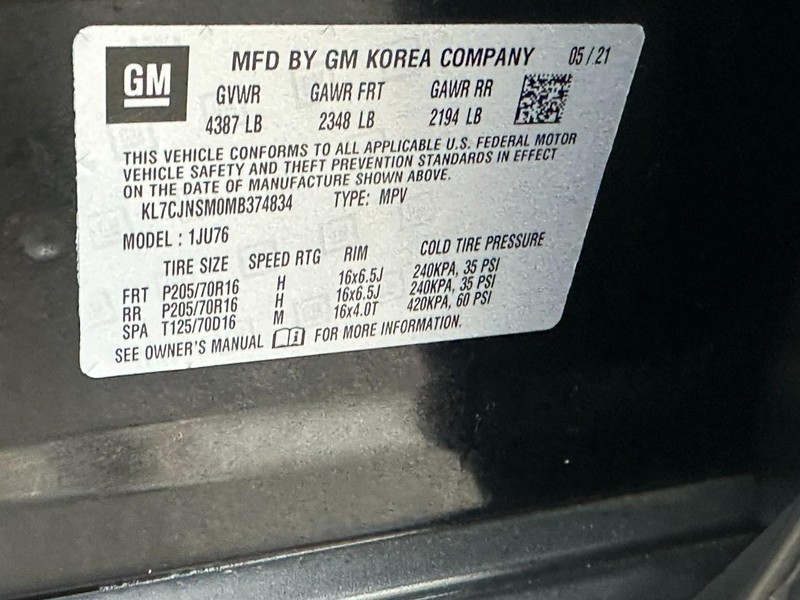 GM
MFD BY GM KOREA COMPANY 05/21
GVWR GAWR FRT GAWR RR
4387 LB 2348 LB 2194 LB
THIS VEHICLE CONFORMS TO ALL APPLICABLE U.S. FEDERAL MOTOR
VEHICLE SAFETY AND THEFT PREVENTION STANDARDS IN EFFECT
ON THE DATE OF MANUFACTURE SHOWN ABOVE.
KL7CJNSM0MB374834 TYPE: MPV
MODEL : 1JU76
TIRE SIZE SPEED RTG RIM COLD TIRE PRESSURE
FRT P205/70R16 H 16x6.5J 240KPA, 35 PSI
RR P205/70R16 H 16x6.5J 240KPA, 35 PSI
SPA T125/70D16 M 16x4.0T 420KPA, 60 PSI
SEE OWNER'S MANUAL i FOR MORE INFORMATION.